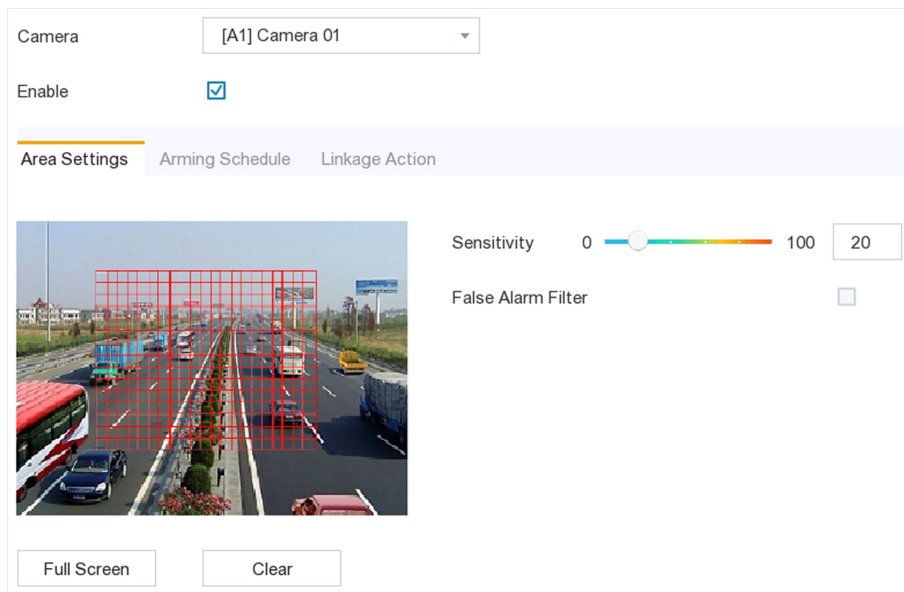 Camera
[A1] Camera 01
Enable
Area Settings
Arming Schedule
Linkage Action
Sensitivity
0
100
20
False Alarm Filter
Full Screen
Clear